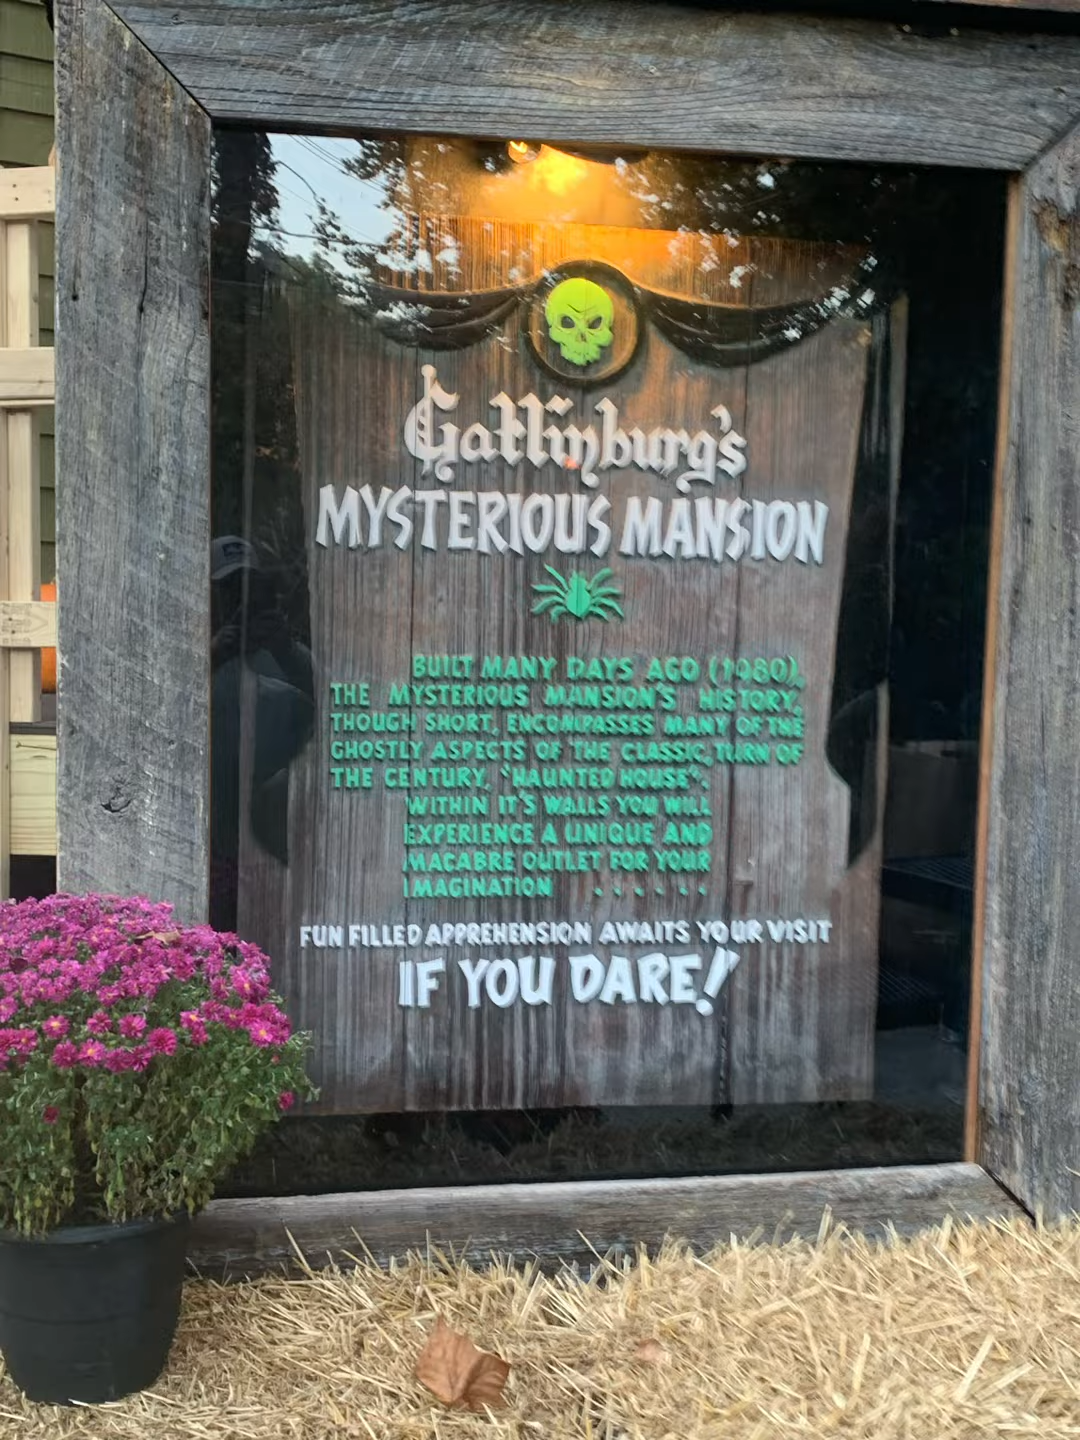 Gatlinburg's
MYSTERIOUS MANSION
BUILT MANY DAYS AGO (1980),
THE MYSTERIOUS MANSION'S HISTORY,
THOUGH SHORT, ENCOMPASSES MANY OF THE
GHOSTLY ASPECTS OF THE CLASSIC, TURN OF
THE CENTURY, "HAUNTED HOUSE".
WITHIN IT'S WALLS YOU WILL
EXPERIENCE A UNIQUE AND
MACABRE OUTLET FOR YOUR
IMAGINATION . . . . . .
FUN FILLED APPREHENSION AWAITS YOUR VISIT
IF YOU DARE!